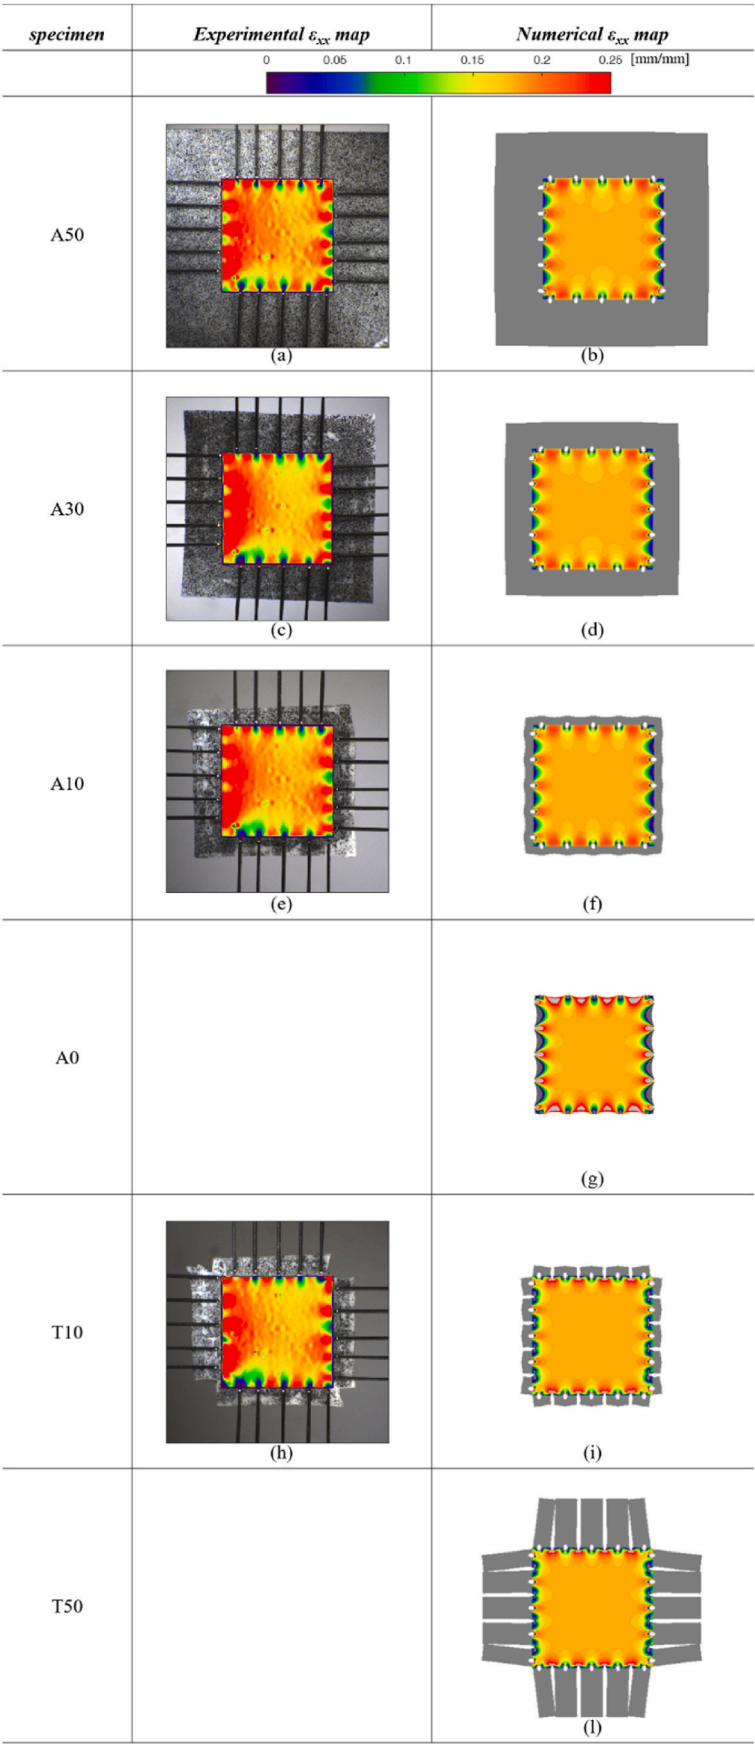 specimen Experimental εxx map Numerical εxx map
0 0.05 0.1 0.15 0.2 0.25 [mm/mm]
A50
(a) (b)
A30
(c) (d)
A10
(e) (f)
A0
(g)
T10
(h) (i)
T50
(l)